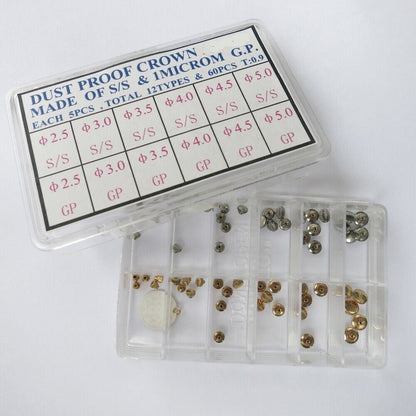 DUST PROOF CROWN
MADE OF S/S & 1MICROM G.P.
EACH 5PCS . TOTAL 12TYPES & 60PCS T:0.9
Φ2.5 Φ3.0 Φ3.5 Φ4.0 Φ4.5 Φ5.0
S/S S/S S/S S/S S/S S/S
Φ2.5 Φ3.0 Φ3.5 Φ4.0 Φ4.5 Φ5.0
GP GP GP GP GP GP